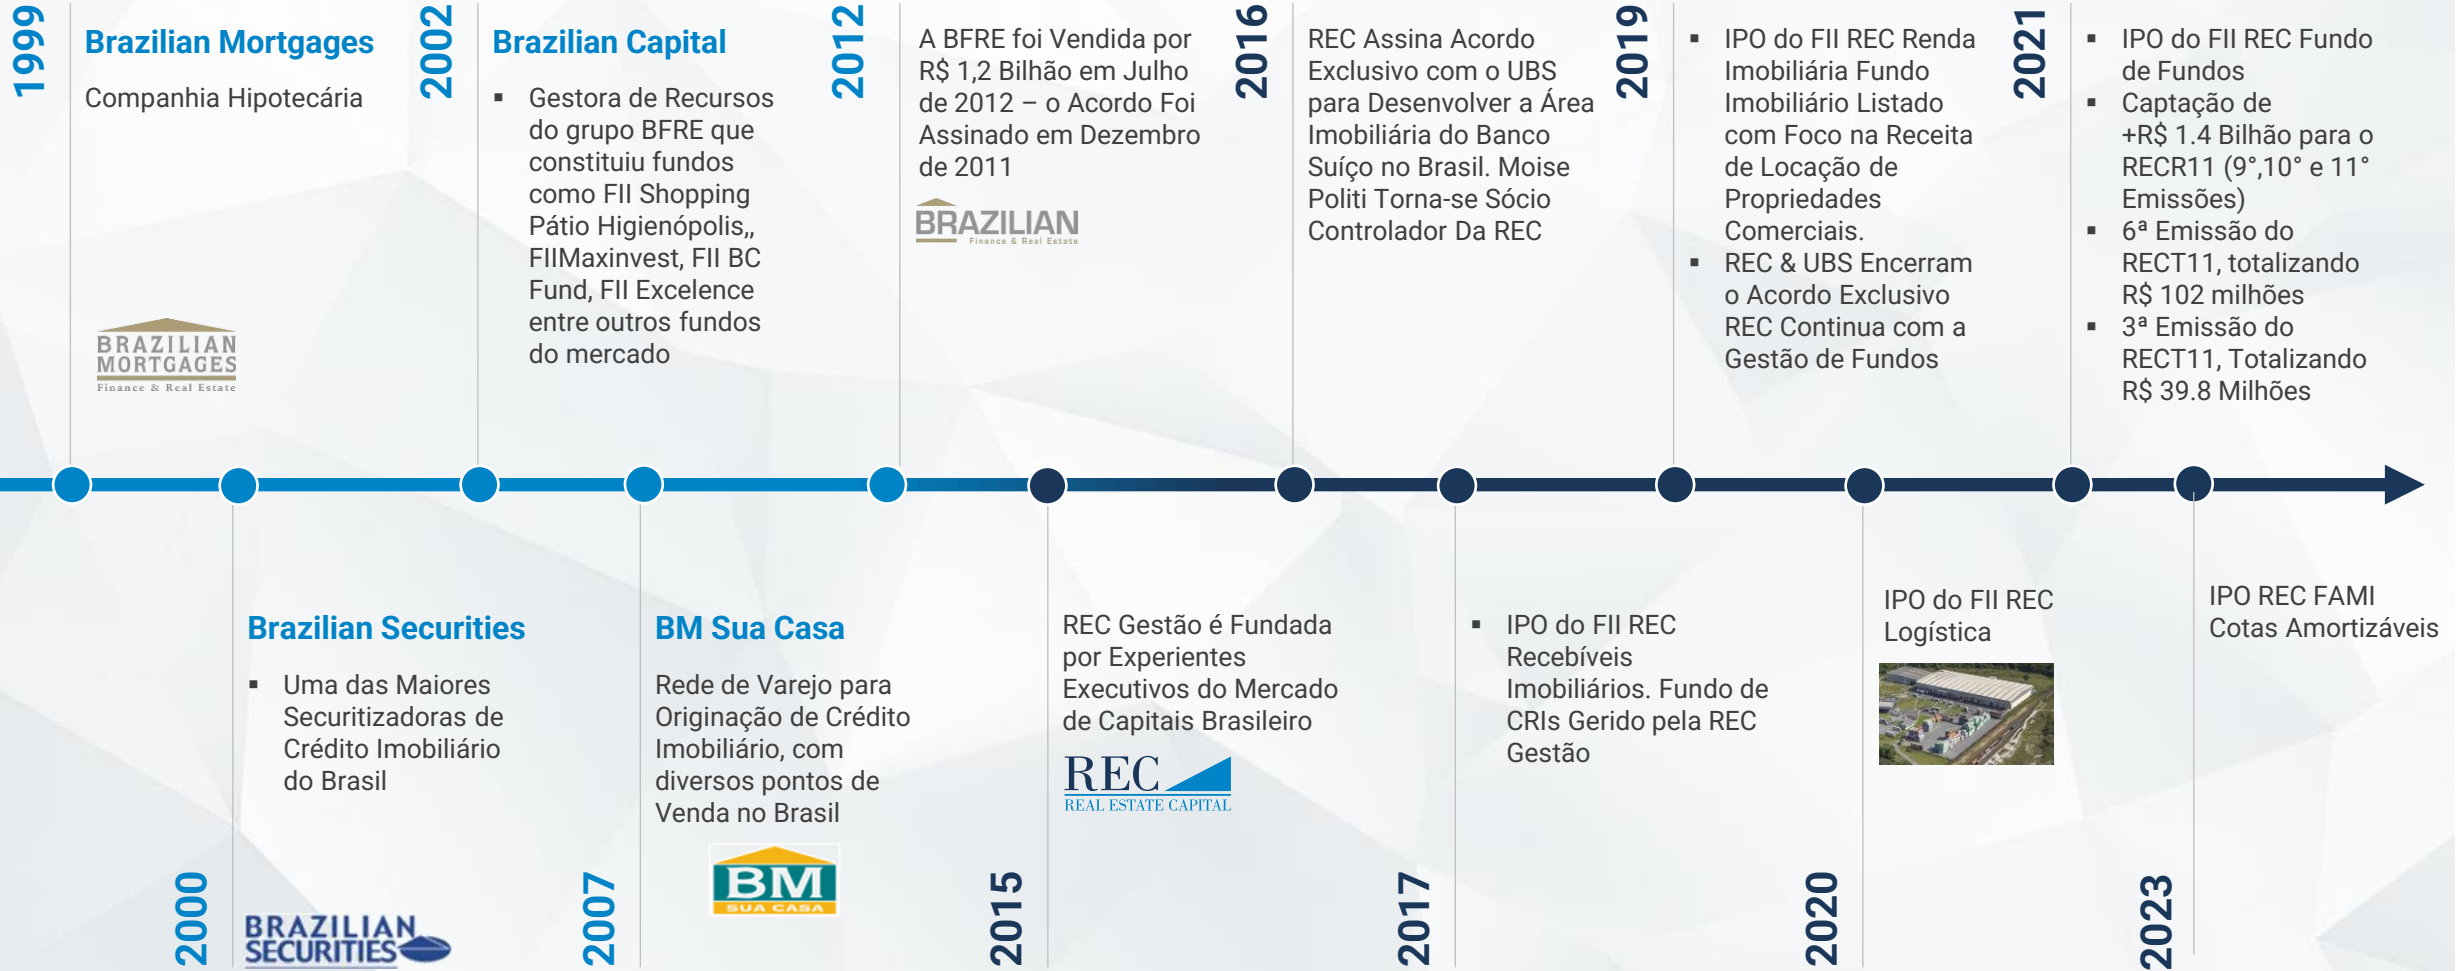 1999
Brazilian Mortgages
Companhia Hipotecária
BRAZILIAN
MORTGAGES
Finance & Real Estate
2000
Brazilian Securities
▪ Uma das Maiores
Securitizadoras de
Crédito Imobiliário
do Brasil
BRAZILIAN
SECURITIES
2002
Brazilian Capital
▪ Gestora de Recursos
do grupo BFRE que
constituiu fundos
como FII Shopping
Pátio Higienópolis,,
FIIMaxinvest, FII BC
Fund, FII Excelence
entre outros fundos
do mercado
2007
BM Sua Casa
Rede de Varejo para
Originação de Crédito
Imobiliário, com
diversos pontos de
Venda no Brasil
BM
SUA CASA
2012
A BFRE foi Vendida por
R$ 1,2 Bilhão em Julho
de 2012 – o Acordo Foi
Assinado em Dezembro
de 2011
BRAZILIAN
Finance & Real Estate
2015
REC Gestão é Fundada
por Experientes
Executivos do Mercado
de Capitais Brasileiro
REC
REAL ESTATE CAPITAL
2016
REC Assina Acordo
Exclusivo com o UBS
para Desenvolver a Área
Imobiliária do Banco
Suíço no Brasil. Moise
Politi Torna-se Sócio
Controlador Da REC
2017
▪ IPO do FII REC
Recebíveis
Imobiliários. Fundo de
CRIs Gerido pela REC
Gestão
2019
▪ IPO do FII REC Renda
Imobiliária Fundo
Imobiliário Listado
com Foco na Receita
de Locação de
Propriedades
Comerciais.
▪ REC & UBS Encerram
o Acordo Exclusivo
REC Continua com a
Gestão de Fundos
2020
IPO do FII REC
Logística
2021
▪ IPO do FII REC Fundo
de Fundos
▪ Captação de
+R$ 1.4 Bilhão para o
RECR11 (9°,10° e 11°
Emissões)
▪ 6ª Emissão do
RECT11, totalizando
R$ 102 milhões
▪ 3ª Emissão do
RECT11, Totalizando
R$ 39.8 Milhões
2023
IPO REC FAMI
Cotas Amortizáveis